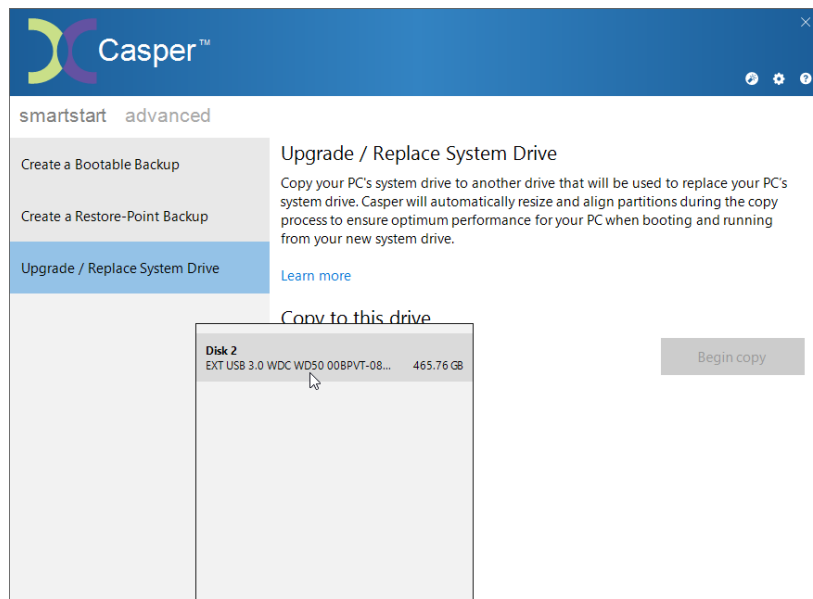 Casper™
smartstart advanced
Create a Bootable Backup
Create a Restore-Point Backup
Upgrade / Replace System Drive
Upgrade / Replace System Drive
Copy your PC's system drive to another drive that will be used to replace your PC's
system drive. Casper will automatically resize and align partitions during the copy
process to ensure optimum performance for your PC when booting and running
from your new system drive.
Learn more
Copy to this drive
Disk 2
EXT USB 3.0 WDC WD50 00BPVT-08... 465.76 GB
Begin copy